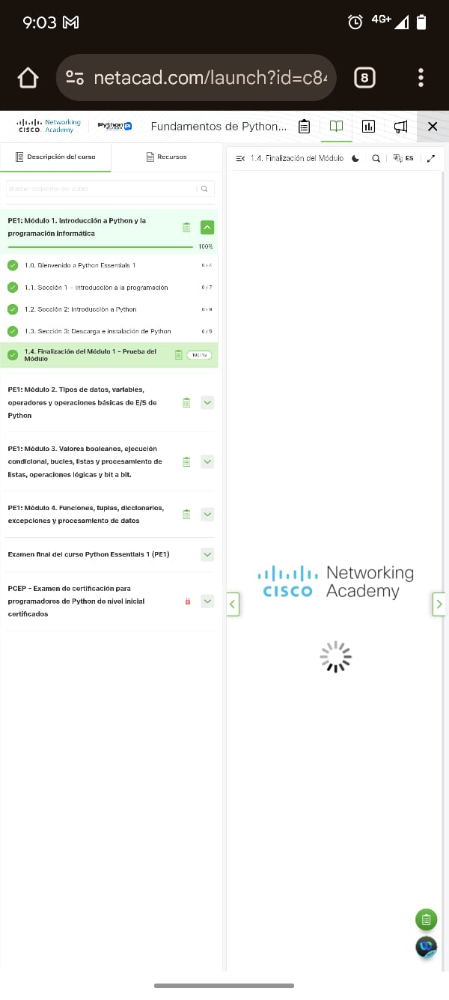 9:03
4G+
netacad.com/launch?id=c84
8
Networking
CISCO Academy
Python
Fundamentos de Python...
Descripción del curso
Recursos
1.4. Finalización del Módulo
ES
Buscar esquema del curso
PE1: Módulo 1. Introducción a Python y la
programación informática
100%
1.0. Bienvenido a Python Essentials 1
0 / 4
1.1. Sección 1 – Introducción a la programación
0 / 7
1.2. Sección 2: Introducción a Python
0 / 9
1.3. Sección 3: Descarga e instalación de Python
0 / 5
1.4. Finalización del Módulo 1 – Prueba del
Módulo
100 Pts
PE1: Módulo 2. Tipos de datos, variables,
operadores y operaciones básicas de E/S de
Python
PE1: Módulo 3. Valores booleanos, ejecución
condicional, bucles, listas y procesamiento de
listas, operaciones lógicas y bit a bit.
PE1: Módulo 4. Funciones, tuplas, diccionarios,
excepciones y procesamiento de datos
Examen final del curso Python Essentials 1 (PE1)
PCEP – Examen de certificación para
programadores de Python de nivel inicial
certificados
Networking
CISCO Academy